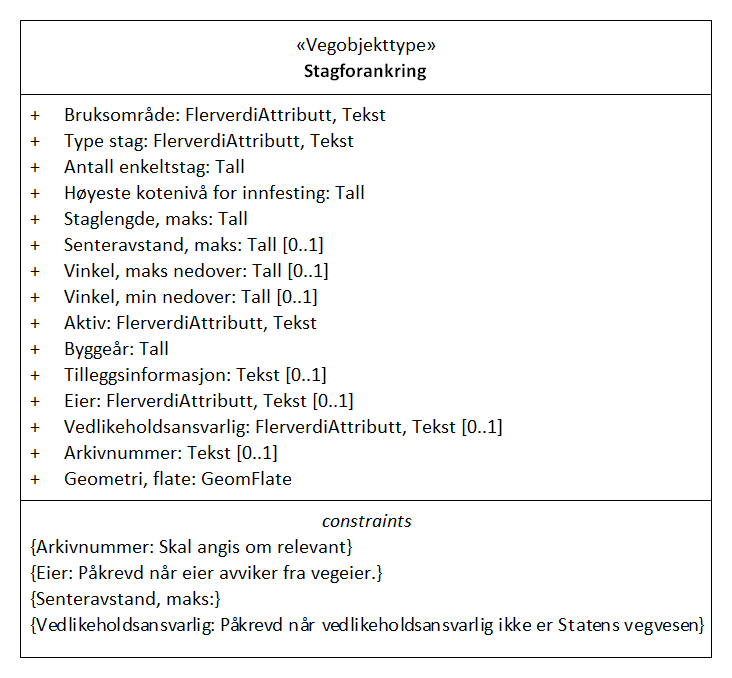 «Vegobjekttype»
Stagforankring
+ Bruksområde: FlerverdiAttributt, Tekst
+ Type stag: FlerverdiAttributt, Tekst
+ Antall enkeltstag: Tall
+ Høyeste kotenivå for innfesting: Tall
+ Staglengde, maks: Tall
+ Senteravstand, maks: Tall [0..1]
+ Vinkel, maks nedover: Tall [0..1]
+ Vinkel, min nedover: Tall [0..1]
+ Aktiv: FlerverdiAttributt, Tekst
+ Byggeår: Tall
+ Tilleggsinformasjon: Tekst [0..1]
+ Eier: FlerverdiAttributt, Tekst [0..1]
+ Vedlikeholdsansvarlig: FlerverdiAttributt, Tekst [0..1]
+ Arkivnummer: Tekst [0..1]
+ Geometri, flate: GeomFlate
constraints
{Arkivnummer: Skal angis om relevant}
{Eier: Påkrevd når eier avviker fra vegeier.}
{Senteravstand, maks:}
{Vedlikeholdsansvarlig: Påkrevd når vedlikeholdsansvarlig ikke er Statens vegvesen}